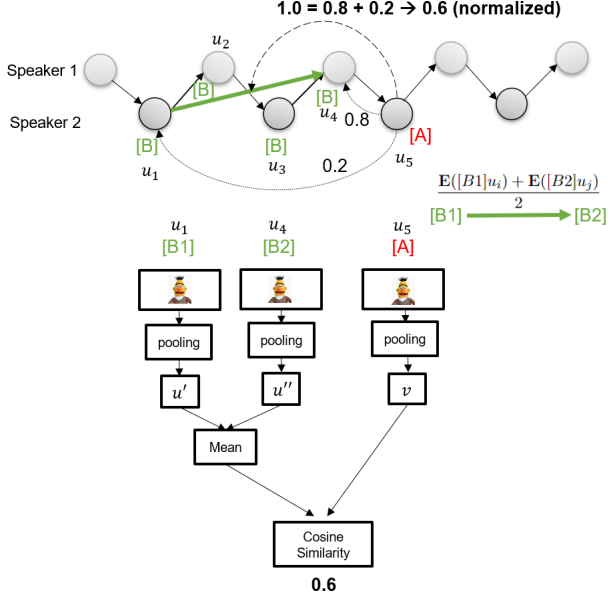 1.0 = 0.8 + 0.2 → 0.6 (normalized)
u₂
Speaker 1
[B]
[B]
u₄
0.8
Speaker 2
[B]
[B]
[A]
u₁
u₃
0.2
u₅
E([B1]uᵢ) + E([B2]uⱼ)
2
[B1] [B2]
u₁ u₄ u₅
[B1] [B2] [A]
pooling pooling pooling
u′ u′′ v
Mean
Cosine
Similarity
0.6